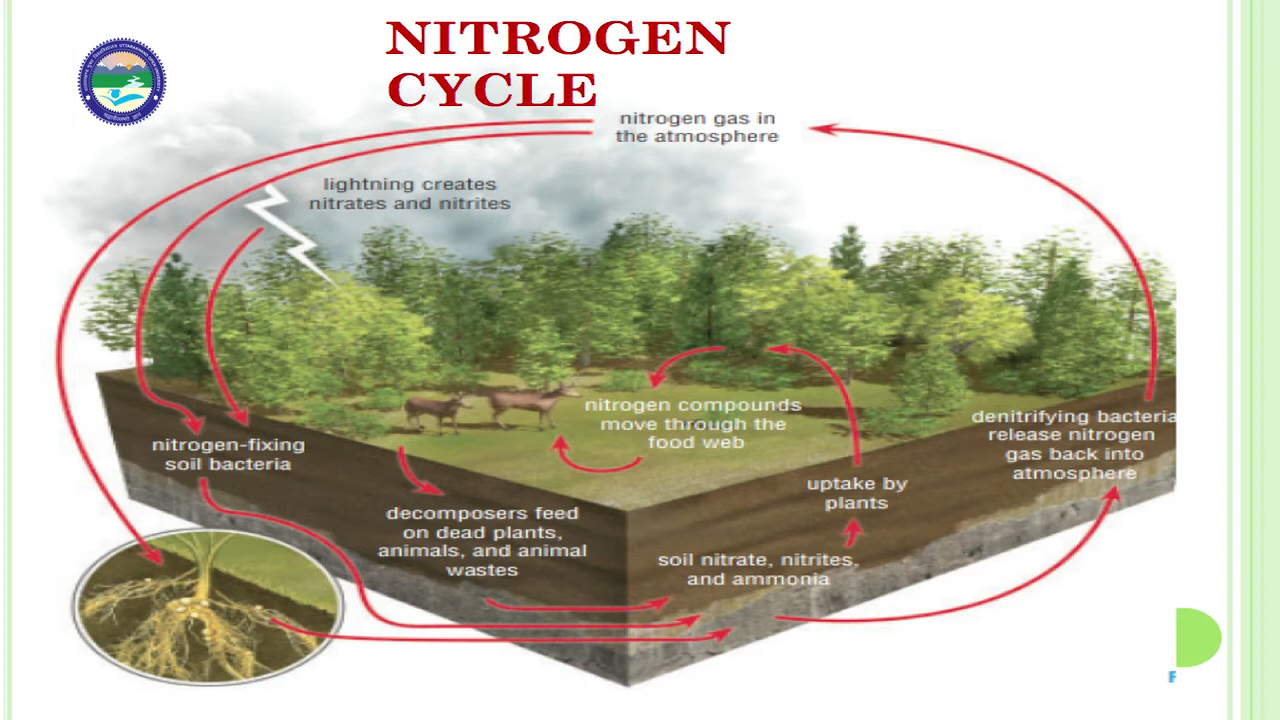 NITROGEN
CYCLE
nitrogen gas in
the atmosphere
lightning creates
nitrates and nitrites
nitrogen compounds
move through the
food web
denitrifying bacteria
release nitrogen
gas back into
atmosphere
nitrogen-fixing
soil bacteria
uptake by
plants
decomposers feed
on dead plants,
animals, and animal
wastes
soil nitrate, nitrites,
and ammonia
F